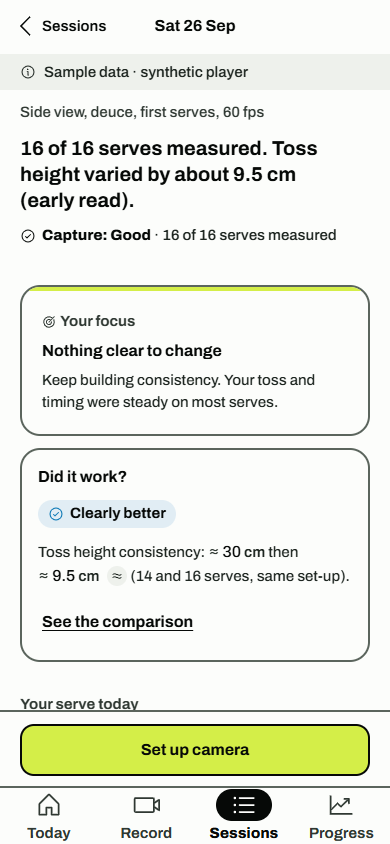 Sessions
Sat 26 Sep
Sample data · synthetic player
Side view, deuce, first serves, 60 fps
16 of 16 serves measured. Toss
height varied by about 9.5 cm
(early read).
Capture: Good · 16 of 16 serves measured
Your focus
Nothing clear to change
Keep building consistency. Your toss and
timing were steady on most serves.
Did it work?
Clearly better
Toss height consistency: ≈ 30 cm then
≈ 9.5 cm ≈ (14 and 16 serves, same set-up).
See the comparison
Your serve today
Set up camera
Today
Record
Sessions
Progress